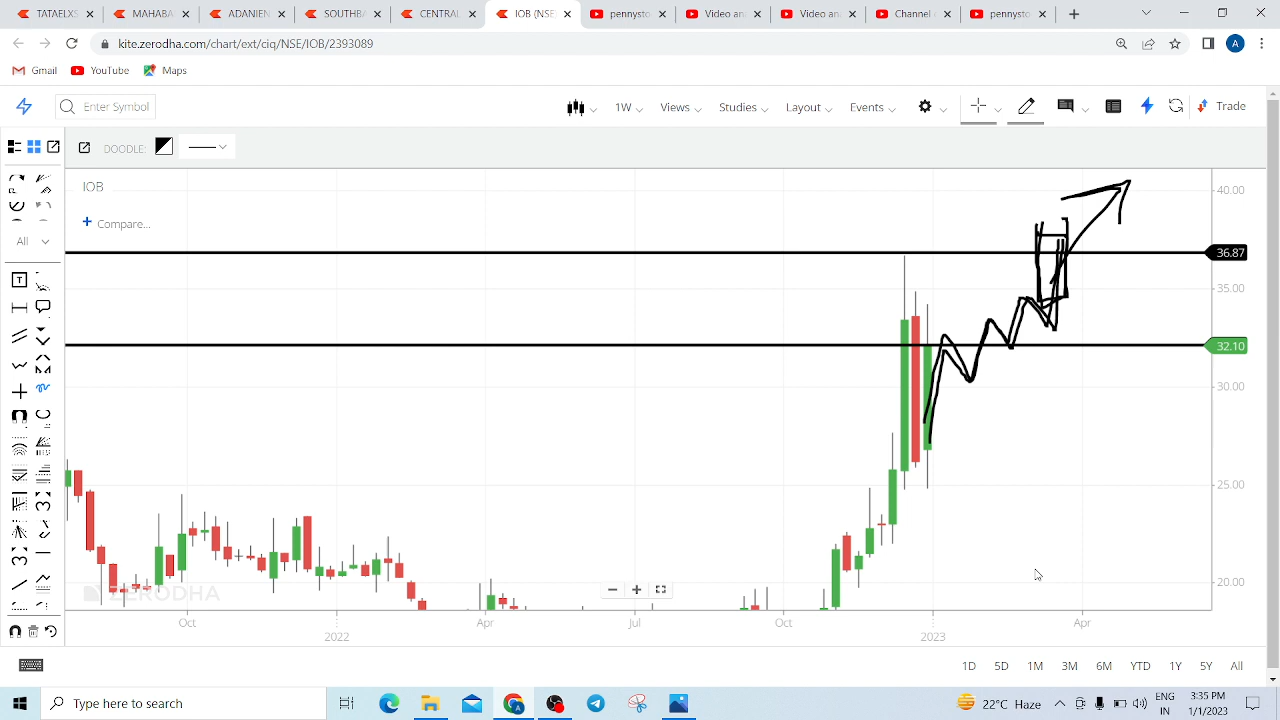 TATAELXS
MAHABA
ADANIEN
SOUTHBA
CENTRAL
IOB (NSE
pennysto
Video an
Video an
Channel
pennysto
kite.zerodha.com/chart/ext/ciq/NSE/IOB/2393089
A
Gmail
YouTube
Maps
Enter Symbol
1W
Views
Studies
Layout
Events
Trade
DOODLE:
IOB
Compare...
All
T
40.00
36.87
35.00
32.10
30.00
25.00
20.00
ZERODHA
Oct
2022
Apr
Jul
Oct
2023
Apr
1D 5D 1M 3M 6M YTD 1Y 5Y All
Type here to search
22°C Haze
ENG
IN
3:35 PM
1/1/2023